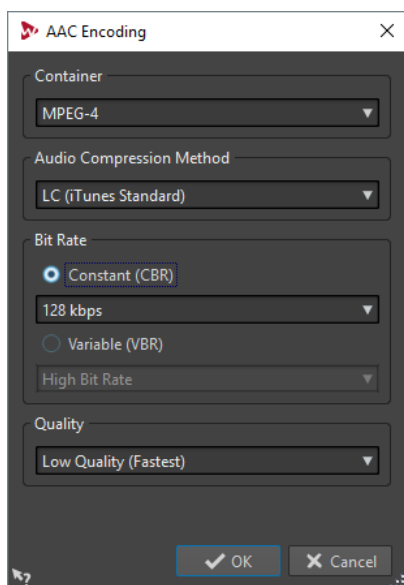 AAC Encoding
Container
MPEG-4
Audio Compression Method
LC (iTunes Standard)
Bit Rate
Constant (CBR)
128 kbps
Variable (VBR)
High Bit Rate
Quality
Low Quality (Fastest)
OK Cancel
?